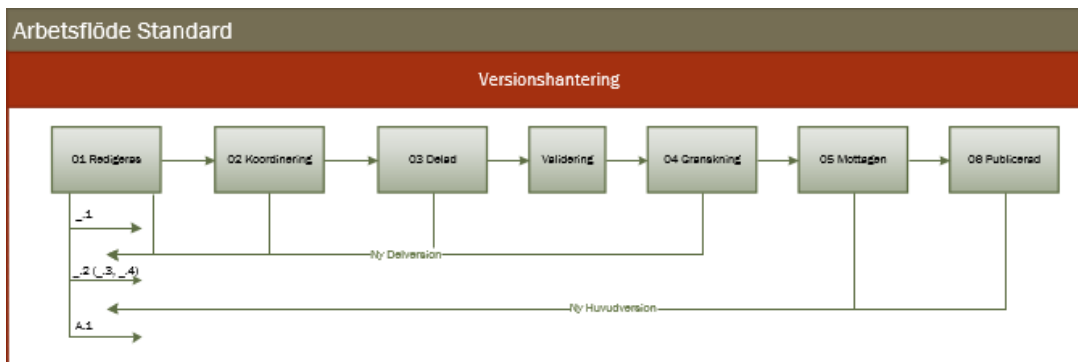 Arbetsflöde Standard
Versionshantering
01 Redigeras
02 Koordinering
03 Delad
Validering
04 Granskning
05 Mottagen
06 Publicerad
_.1
Ny Delversion
_.2 (_.3, _.4)
Ny Huvudversion
A.1